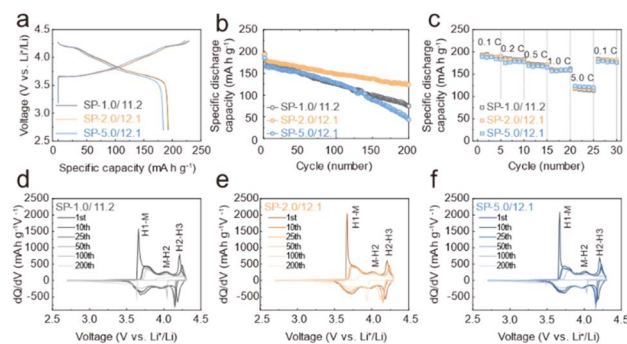 a
b
c
4.5
4.0
3.5
3.0
2.5
Voltage (V vs. Li⁺/Li)
SP-1.0/11.2
SP-2.0/12.1
SP-5.0/12.1
0 50 100 150 200
Specific capacity (mA h g⁻¹)
250
200
150
100
50
0
Specific discharge
capacity (mA h g⁻¹)
SP-1.0/11.2
SP-2.0/12.1
SP-5.0/12.1
0 50 100 150 200
Cycle (number)
250
200
150
100
50
0
Specific discharge
capacity (mA h g⁻¹)
0.1 C
0.2 C
0.5 C
1.0 C
5.0 C
0.1 C
SP-1.0/11.2
SP-2.0/12.1
SP-5.0/12.1
0 5 10 15 20 25 30
Cycle (number)
d
e
f
SP-1.0/11.2
2500
2000
1500
1000
500
0
-500
dQ/dV (mAh g⁻¹V⁻¹)
1st
10th
25th
50th
100th
200th
H1-M
M-H2
H2-H3
2.5 3.0 3.5 4.0 4.5
Voltage (V vs. Li⁺/Li)
SP-2.0/12.1
2500
2000
1500
1000
500
0
-500
dQ/dV (mAh g⁻¹V⁻¹)
1st
10th
25th
50th
100th
200th
H1-M
M-H2
H2-H3
2.5 3.0 3.5 4.0 4.5
Voltage (V vs. Li⁺/Li)
SP-5.0/12.1
2500
2000
1500
1000
500
0
-500
dQ/dV (mAh g⁻¹V⁻¹)
1st
10th
25th
50th
100th
200th
H1-M
M-H2
H2-H3
2.5 3.0 3.5 4.0 4.5
Voltage (V vs. Li⁺/Li)